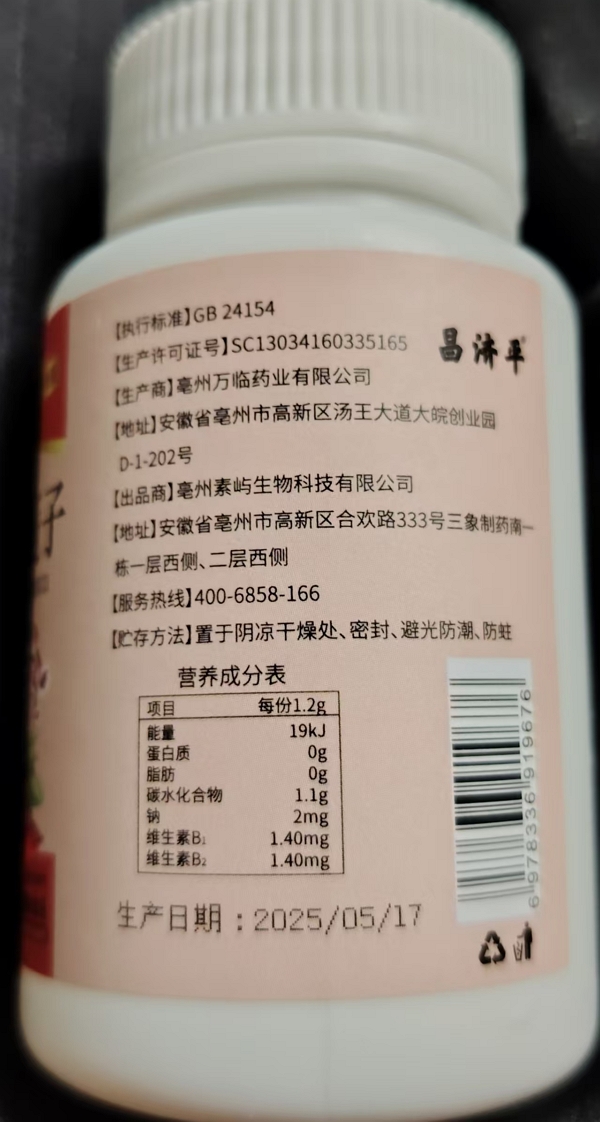 【执行标准】GB 24154
【生产许可证号】SC13034160335165
昌济平
【生产商】亳州万临药业有限公司
【地址】安徽省亳州市高新区汤王大道大皖创业园
D-1-202号
【出品商】亳州素屿生物科技有限公司
【地址】安徽省亳州市高新区合欢路333号三象制药南一
栋一层西侧、二层西侧
【服务热线】400-6858-166
【贮存方法】置于阴凉干燥处、密封、避光防潮、防蛀
营养成分表
项目 每份1.2g
能量 19kJ
蛋白质 0g
脂肪 0g
碳水化合物 1.1g
钠 2mg
维生素B₁ 1.40mg
维生素B₂ 1.40mg
生产日期：2025/05/17
6 978336 919676
子